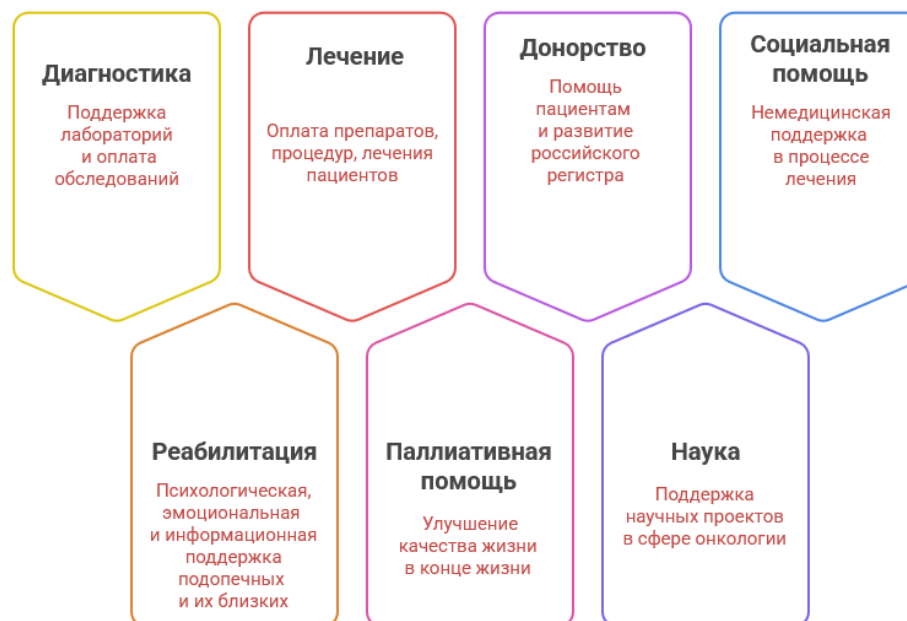 Диагностика
Поддержка
лабораторий
и оплата
обследований
Лечение
Оплата препаратов,
процедур, лечения
пациентов
Донорство
Помощь
пациентам
и развитие
российского
регистра
Социальная
помощь
Немедицинская
поддержка
в процессе
лечения
Реабилитация
Психологическая,
эмоциональная
и информационная
поддержка
подопечных
и их близких
Паллиативная
помощь
Улучшение
качества жизни
в конце жизни
Наука
Поддержка
научных проектов
в сфере онкологии